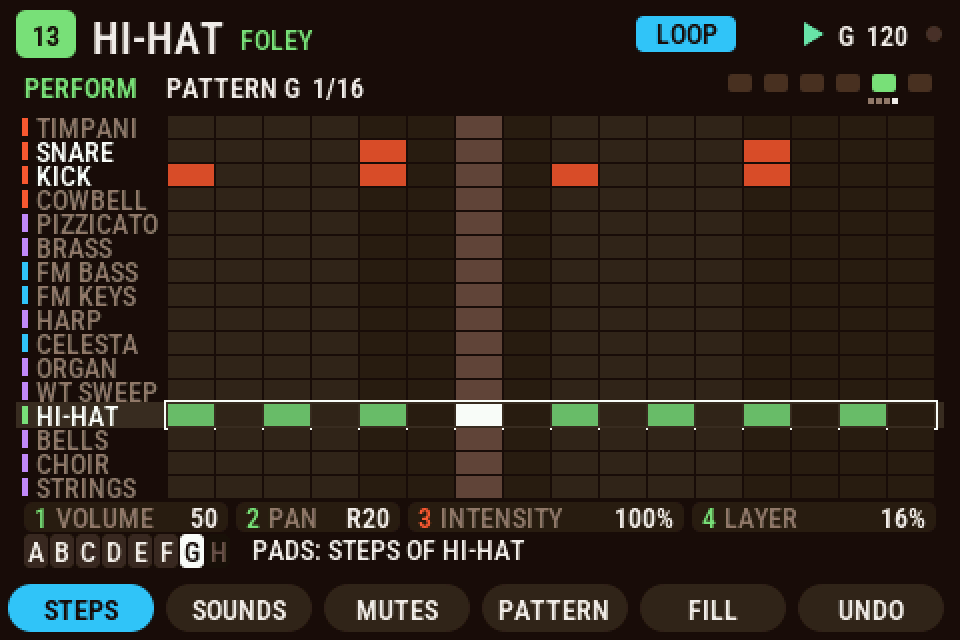 13 HI-HAT FOLEY LOOP G 120
PERFORM PATTERN G 1/16
TIMPANI
SNARE
KICK
COWBELL
PIZZICATO
BRASS
FM BASS
FM KEYS
HARP
CELESTA
ORGAN
WT SWEEP
HI-HAT
BELLS
CHOIR
STRINGS
1 VOLUME 50 2 PAN R20 3 INTENSITY 100% 4 LAYER 16%
A B C D E F G H PADS: STEPS OF HI-HAT
STEPS SOUNDS MUTES PATTERN FILL UNDO